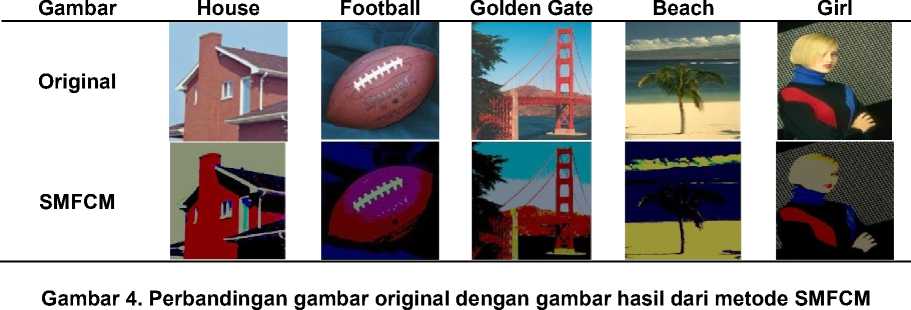 Gambar House Football Golden Gate Beach Girl
Original
SMFCM
Gambar 4. Perbandingan gambar original dengan gambar hasil dari metode SMFCM